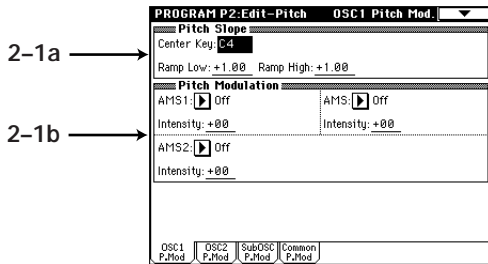 PROGRAM P2:Edit-Pitch OSC1 Pitch Mod.
Pitch Slope
Center Key: C4
Ramp Low: +1.00 Ramp High: +1.00
Pitch Modulation
AMS1: Off AMS: Off
Intensity: +00 Intensity: +00
AMS2: Off
Intensity: +00
OSC1 P.Mod OSC2 P.Mod SubOSC P.Mod Common P.Mod
2–1a
2–1b